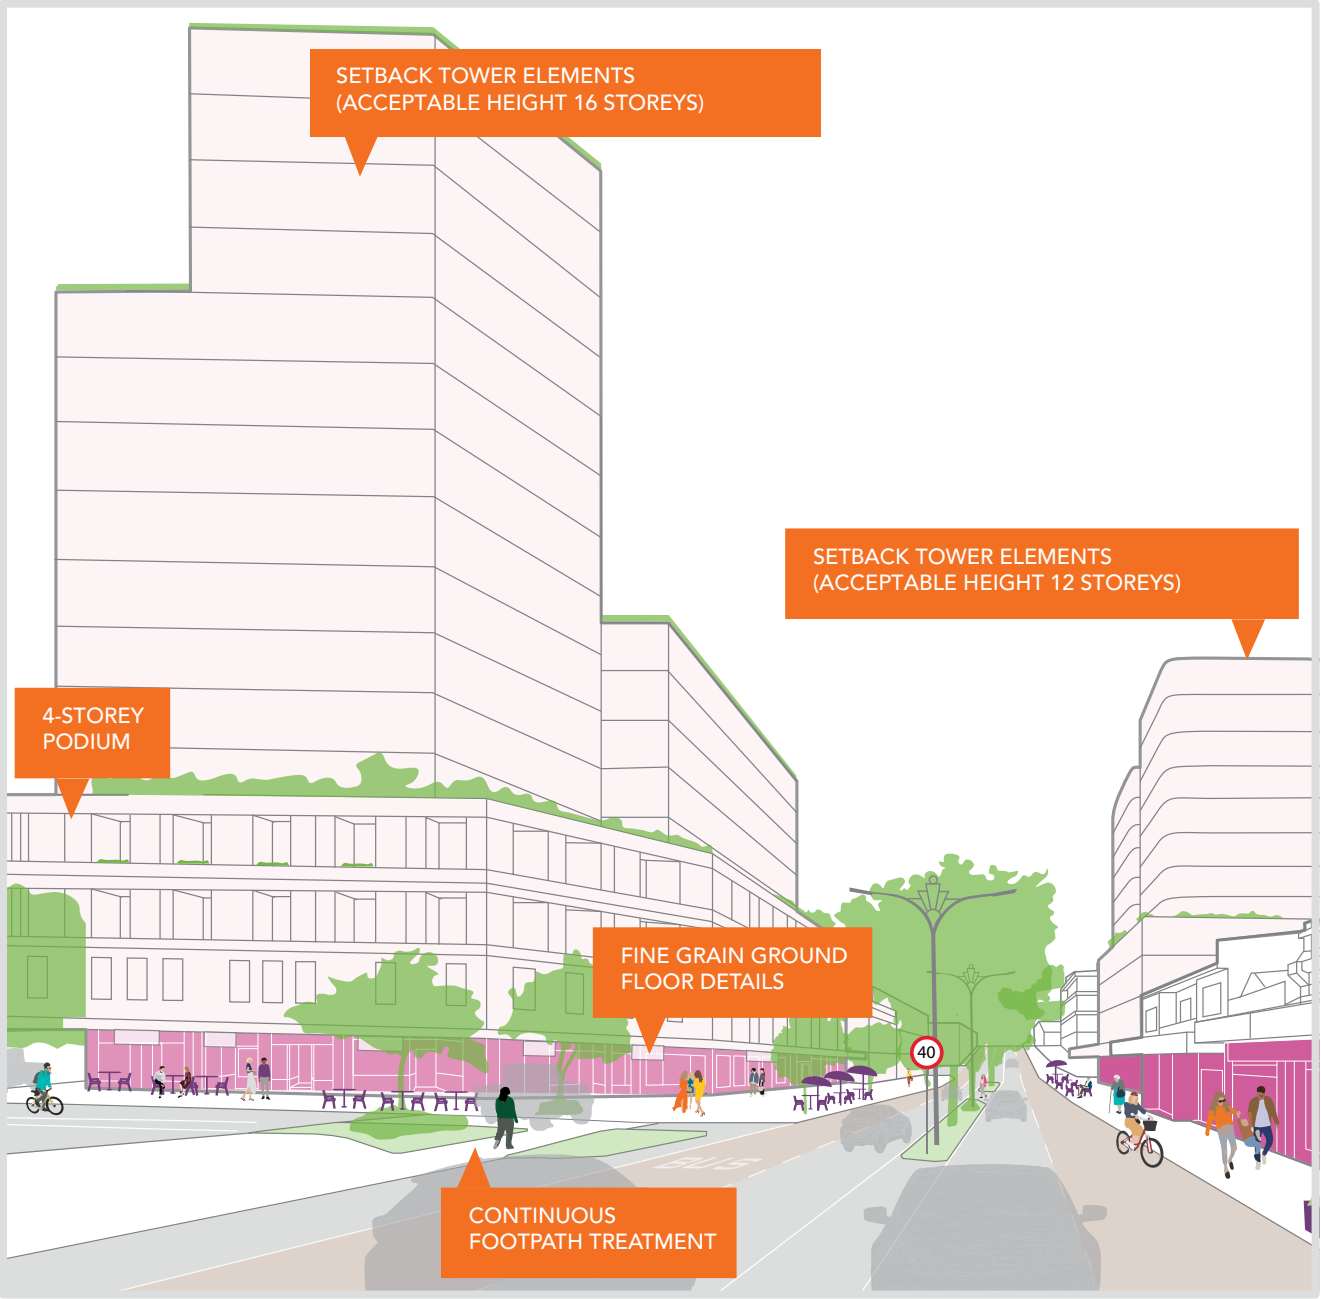 SETBACK TOWER ELEMENTS
(ACCEPTABLE HEIGHT 16 STOREYS)
SETBACK TOWER ELEMENTS
(ACCEPTABLE HEIGHT 12 STOREYS)
4-STOREY
PODIUM
FINE GRAIN GROUND
FLOOR DETAILS
40
BUS
CONTINUOUS
FOOTPATH TREATMENT